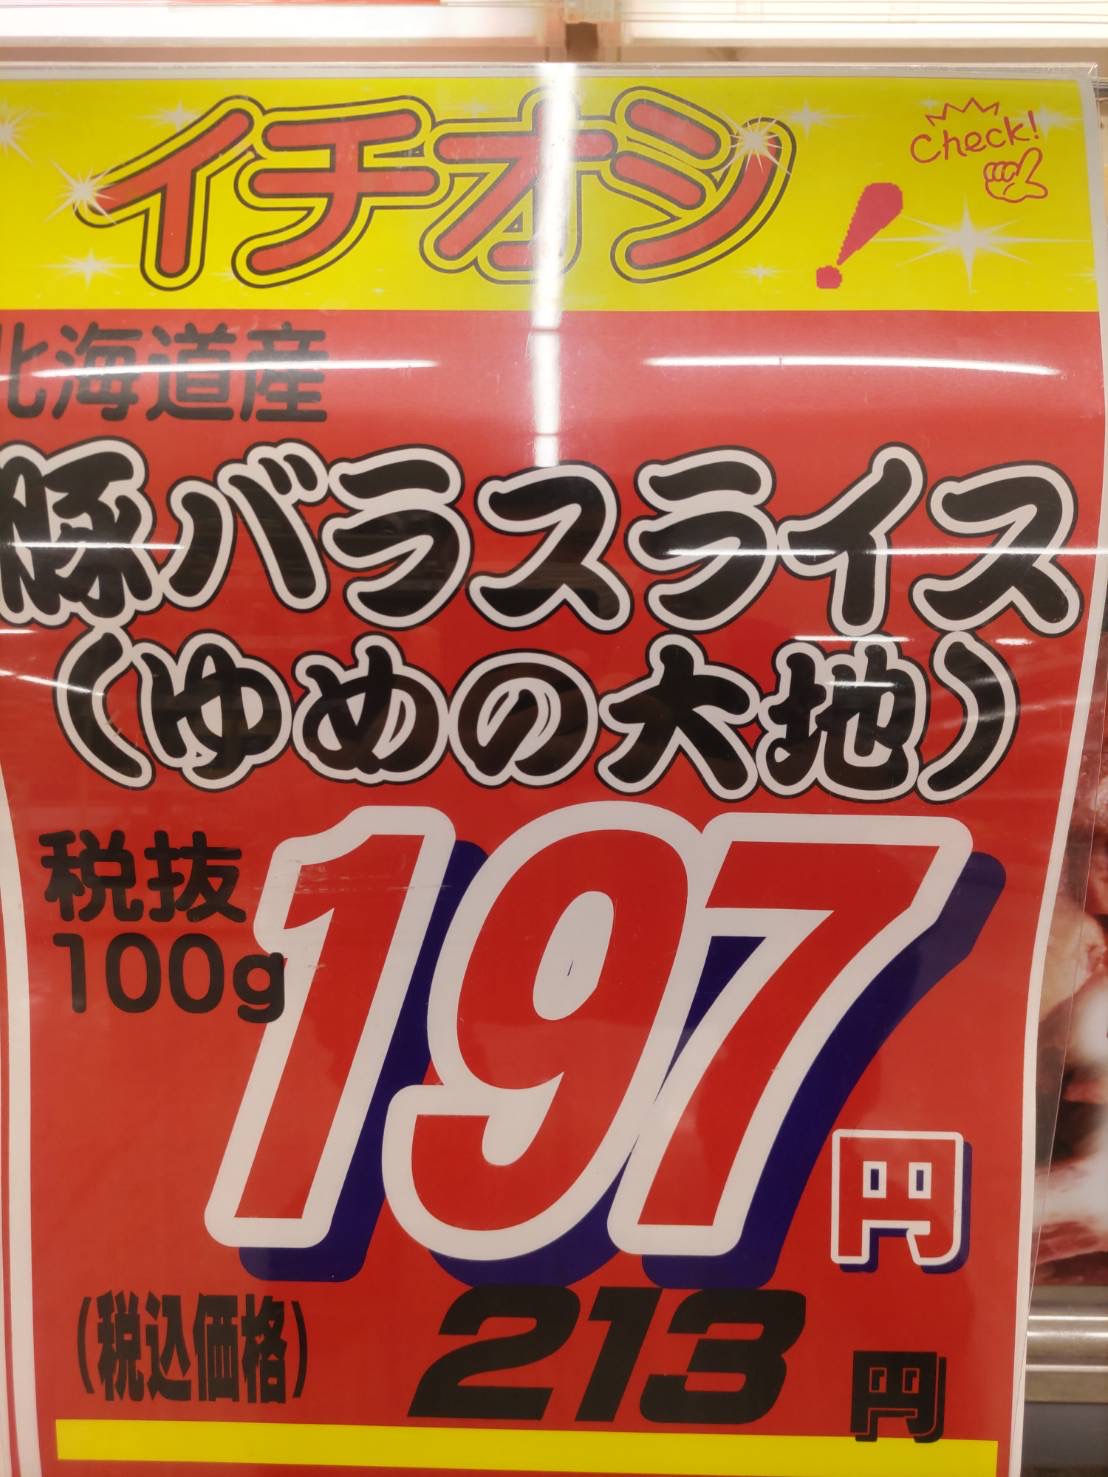 イチオシ!
Check!
北海道産
豚バラスライス
(ゆめの大地)
税抜
100g
197円
(税込価格) 213円